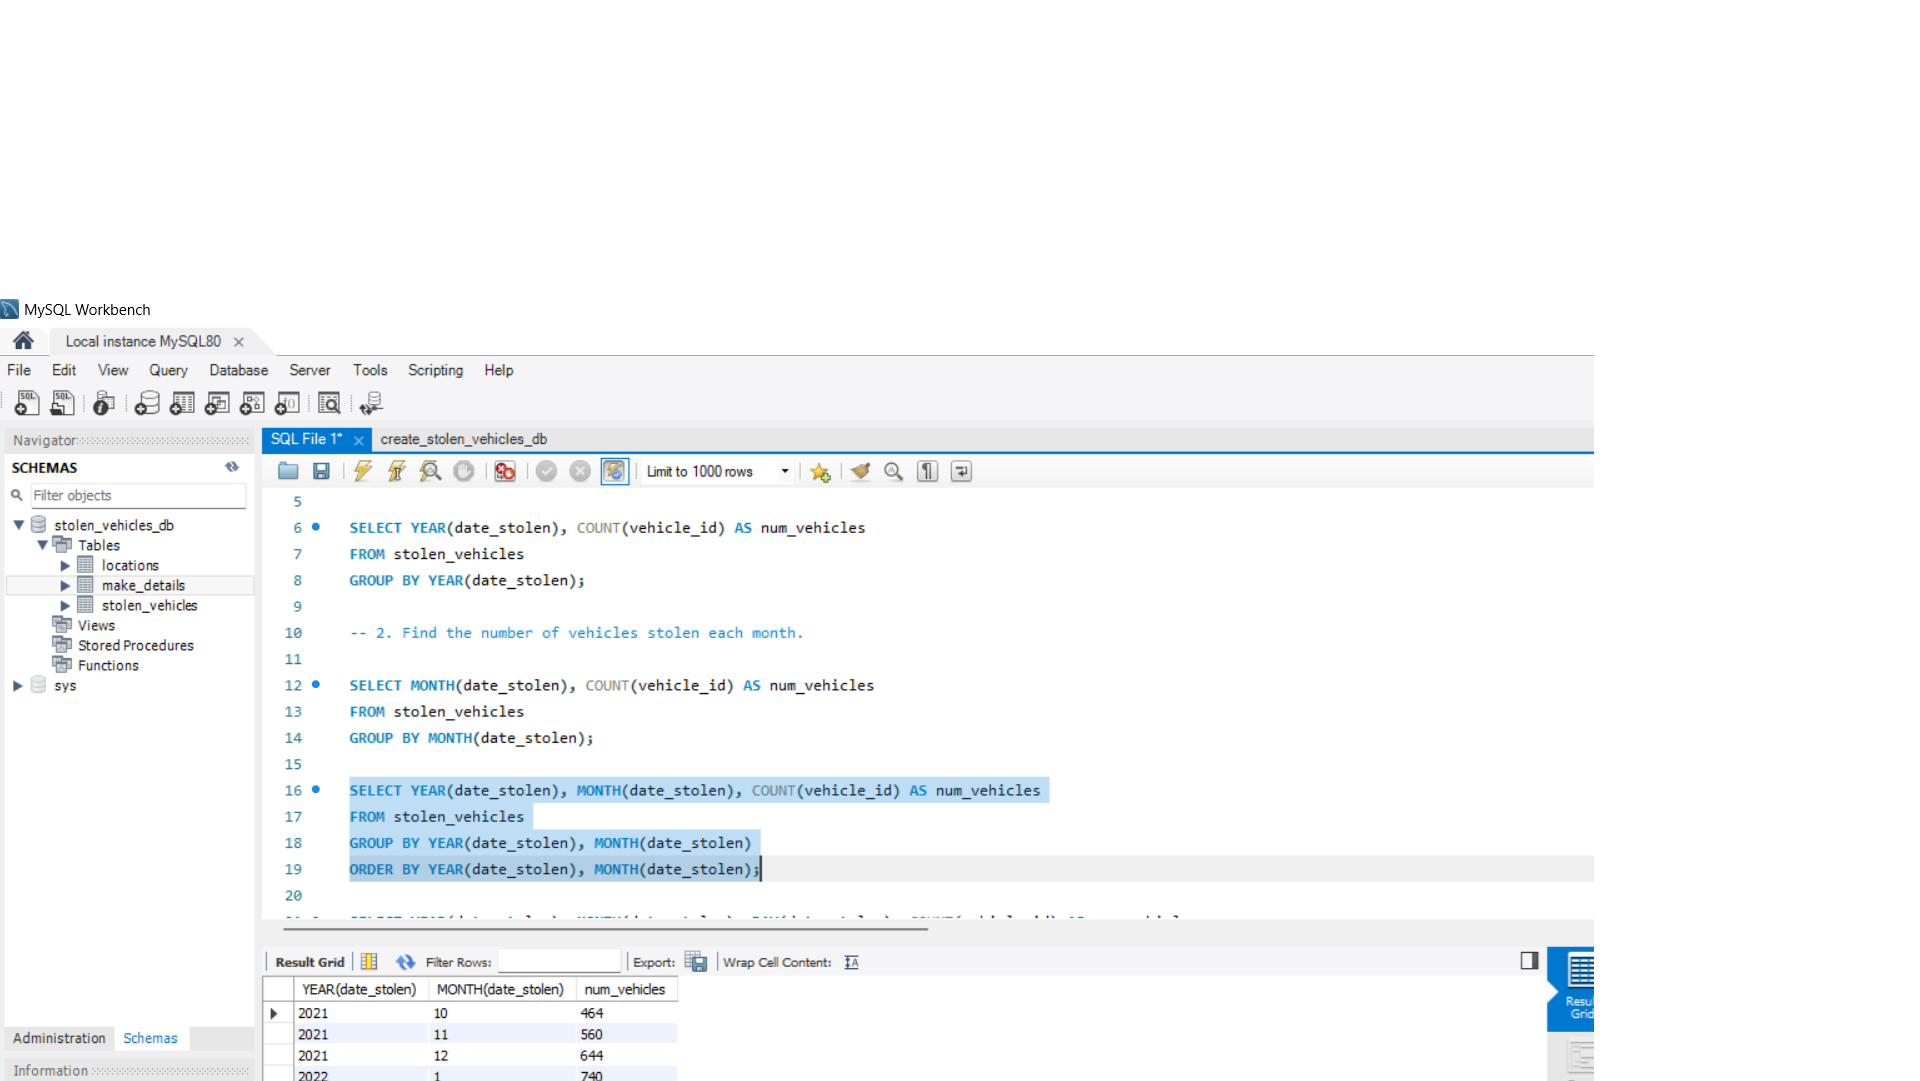 MySQL Workbench
Local instance MySQL80
File Edit View Query Database Server Tools Scripting Help
Navigator
SQL File 1* create_stolen_vehicles_db
SCHEMAS
Limit to 1000 rows
Filter objects
stolen_vehicles_db
Tables
locations
make_details
stolen_vehicles
Views
Stored Procedures
Functions
sys
5
6 SELECT YEAR(date_stolen), COUNT(vehicle_id) AS num_vehicles
7 FROM stolen_vehicles
8 GROUP BY YEAR(date_stolen);
9
10 -- 2. Find the number of vehicles stolen each month.
11
12 SELECT MONTH(date_stolen), COUNT(vehicle_id) AS num_vehicles
13 FROM stolen_vehicles
14 GROUP BY MONTH(date_stolen);
15
16 SELECT YEAR(date_stolen), MONTH(date_stolen), COUNT(vehicle_id) AS num_vehicles
17 FROM stolen_vehicles
18 GROUP BY YEAR(date_stolen), MONTH(date_stolen)
19 ORDER BY YEAR(date_stolen), MONTH(date_stolen);
20
Result Grid Filter Rows: Export: Wrap Cell Content:
YEAR(date_stolen) MONTH(date_stolen) num_vehicles
2021 10 464
2021 11 560
2021 12 644
2022 1 740
Resu
Grid
Administration Schemas
Information